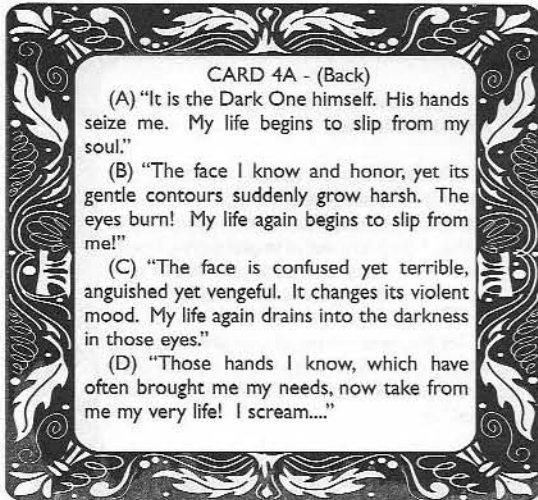 CARD 4A - (Back)
(A) “It is the Dark One himself. His hands
seize me. My life begins to slip from my
soul.”
(B) “The face I know and honor, yet its
gentle contours suddenly grow harsh. The
eyes burn! My life again begins to slip from
me!”
(C) “The face is confused yet terrible,
anguished yet vengeful. It changes its violent
mood. My life again drains into the darkness
in those eyes.”
(D) “Those hands I know, which have
often brought me my needs, now take from
me my very life! I scream....”